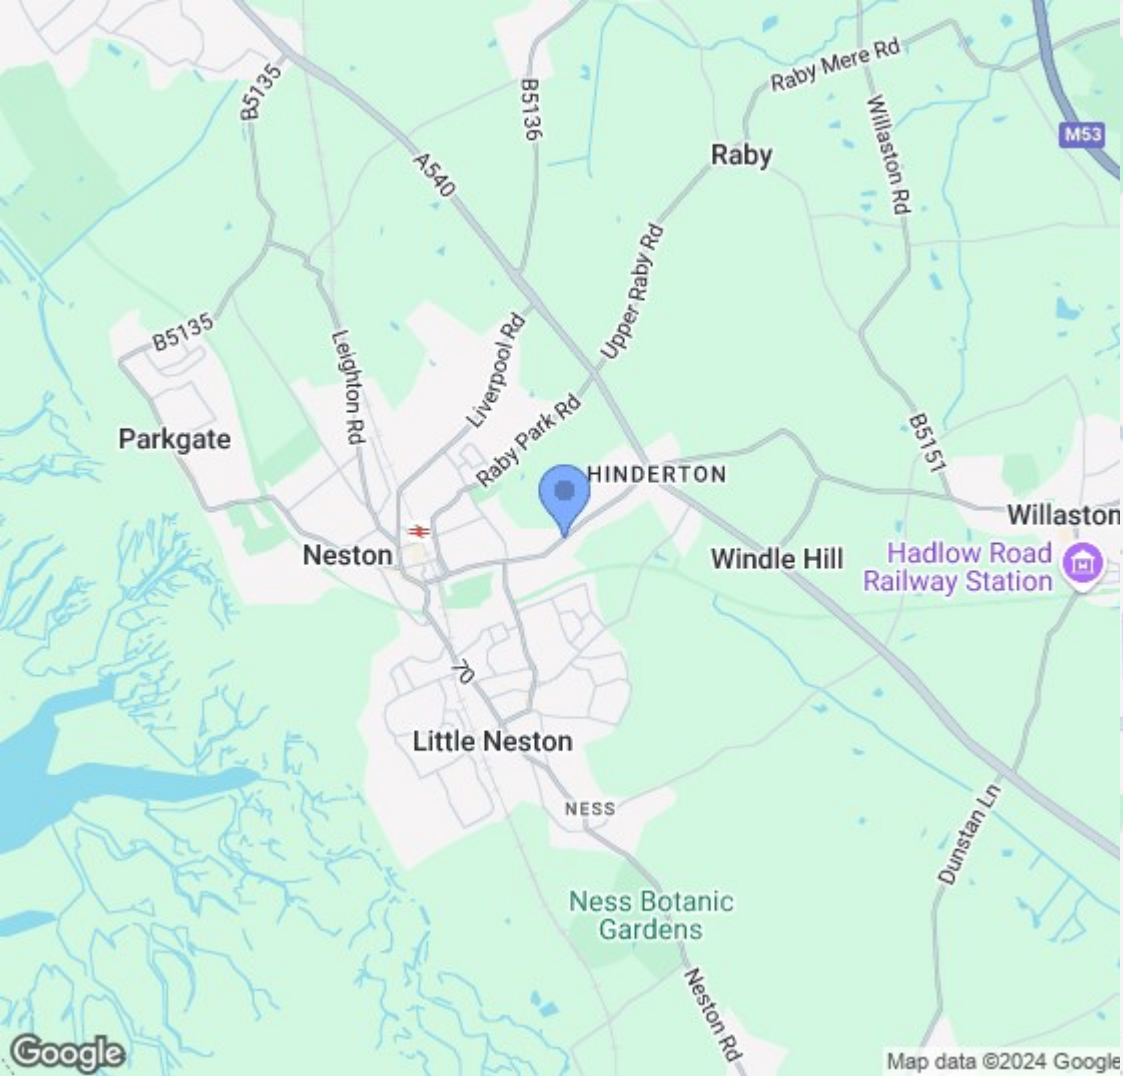 B5135
B5136
Raby Mere Rd
M53
Willaston Rd
Raby
A540
Upper Raby Rd
B5135
Liverpool Rd
Leighton Rd
Raby Park Rd
Parkgate
B5151
HINDERTON
Willaston
Neston
Windle Hill
Hadlow Road
Railway Station
70
Little Neston
NESS
Dunstan Ln
Ness Botanic
Gardens
Neston Rd
Google
Map data ©2024 Google